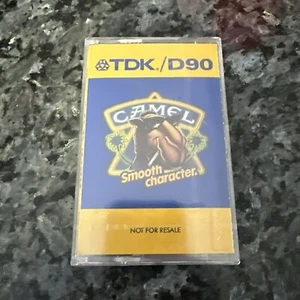 TDK./D90
CAMEL
Smooth
character.
NOT FOR RESALE